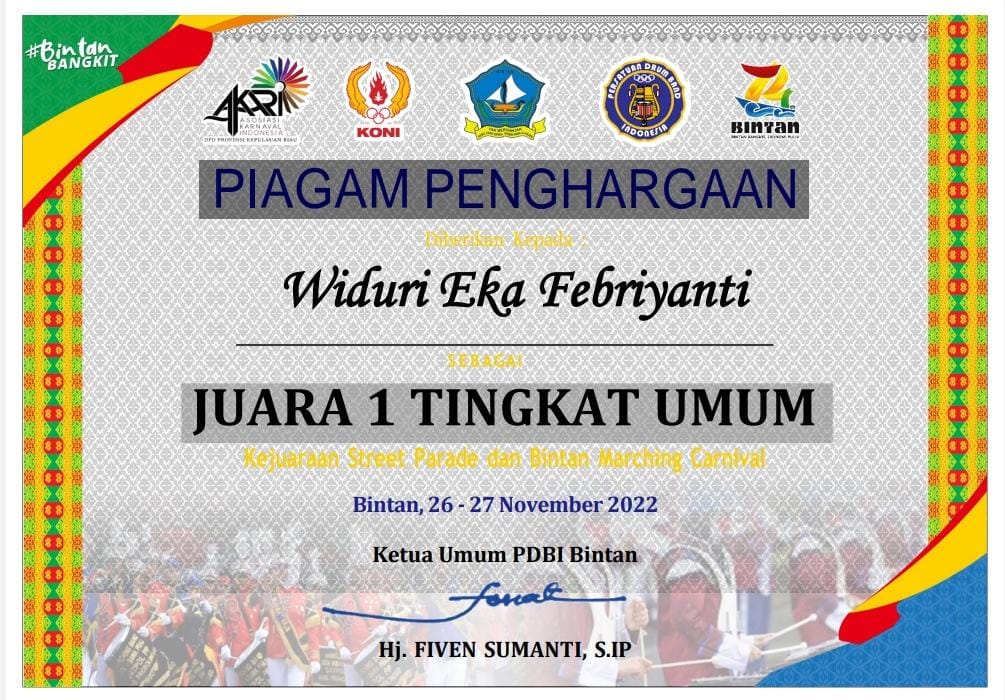 #Bintan
BANGKIT
AKARI
ASOSIASI
KARNAVAL
INDONESIA
DPD PROVINSI KEPULAUAN RIAU
KONI
BINTAN
PERSATUAN DRUM BAND
INDONESIA
BINTAN
PIAGAM PENGHARGAAN
Diberikan Kepada :
Widuri Eka Febriyanti
SEBAGAI
JUARA 1 TINGKAT UMUM
Kejuaraan Street Parade dan Bintan Marching Carnival
Bintan, 26 - 27 November 2022
Ketua Umum PDBI Bintan
Hj. FIVEN SUMANTI, S.IP